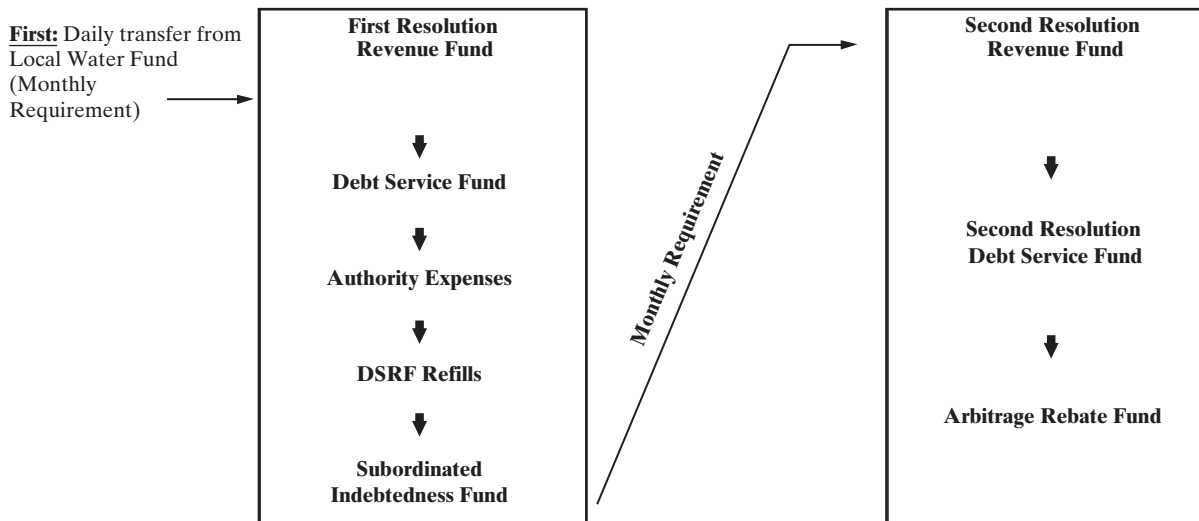 First: Daily transfer from
Local Water Fund
(Monthly
Requirement)
First Resolution
Revenue Fund
Debt Service Fund
Authority Expenses
DSRF Refills
Subordinated
Indebtedness Fund
Monthly Requirement
Second Resolution
Revenue Fund
Second Resolution
Debt Service Fund
Arbitrage Rebate Fund